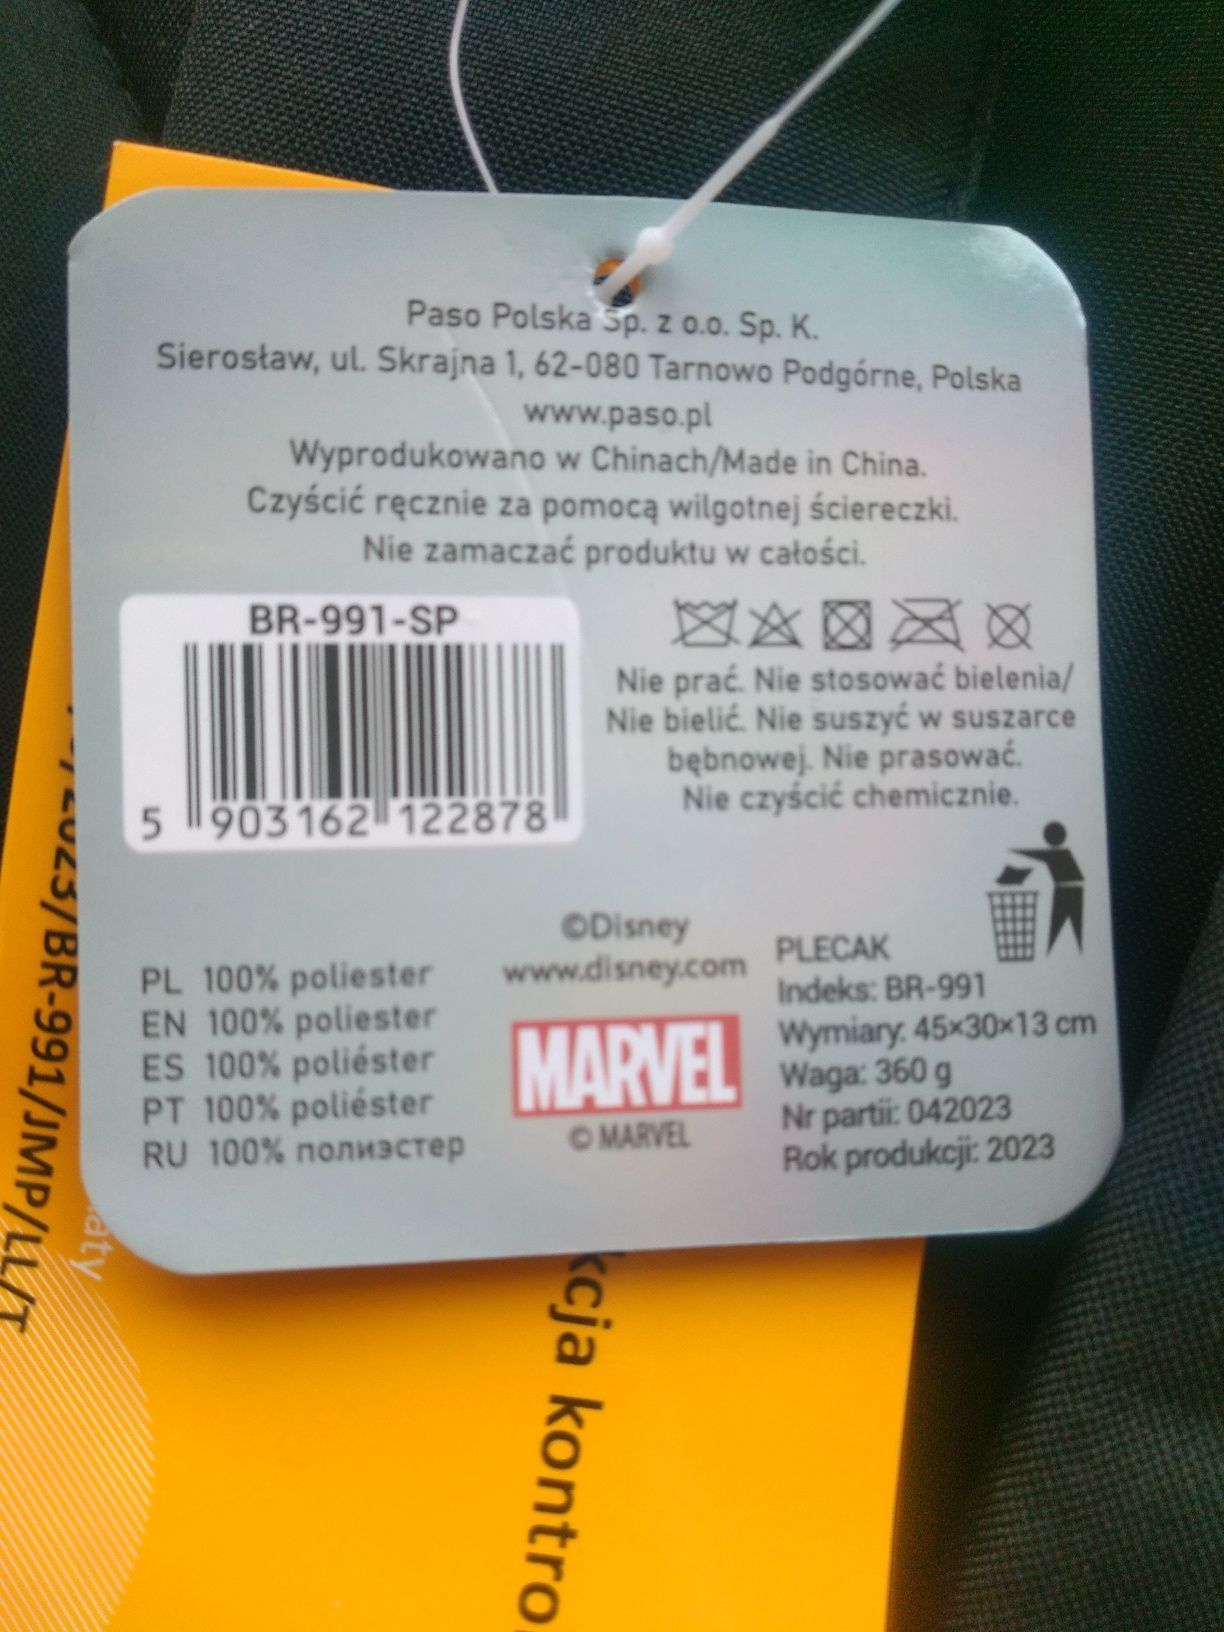 Paso Polska Sp. z o.o. Sp. K.
Sierosław, ul. Skrajna 1, 62-080 Tarnowo Podgórne, Polska
www.paso.pl
Wyprodukowano w Chinach/Made in China.
Czyścić ręcznie za pomocą wilgotnej ściereczki.
Nie zamaczać produktu w całości.
BR-991-SP
5 903162 122878
Nie prać. Nie stosować bielenia/
Nie bielić. Nie suszyć w suszarce
bębnowej. Nie prasować.
Nie czyścić chemicznie.
PL 100% poliester
EN 100% poliester
ES 100% poliéster
PT 100% poliéster
RU 100% полиэстер
©Disney
www.disney.com
MARVEL
© MARVEL
PLECAK
Indeks: BR-991
Wymiary: 45×30×13 cm
Waga: 360 g
Nr partii: 042023
Rok produkcji: 2023
/2023/BR-991/JMP/LL/T
aty
kcja kontro